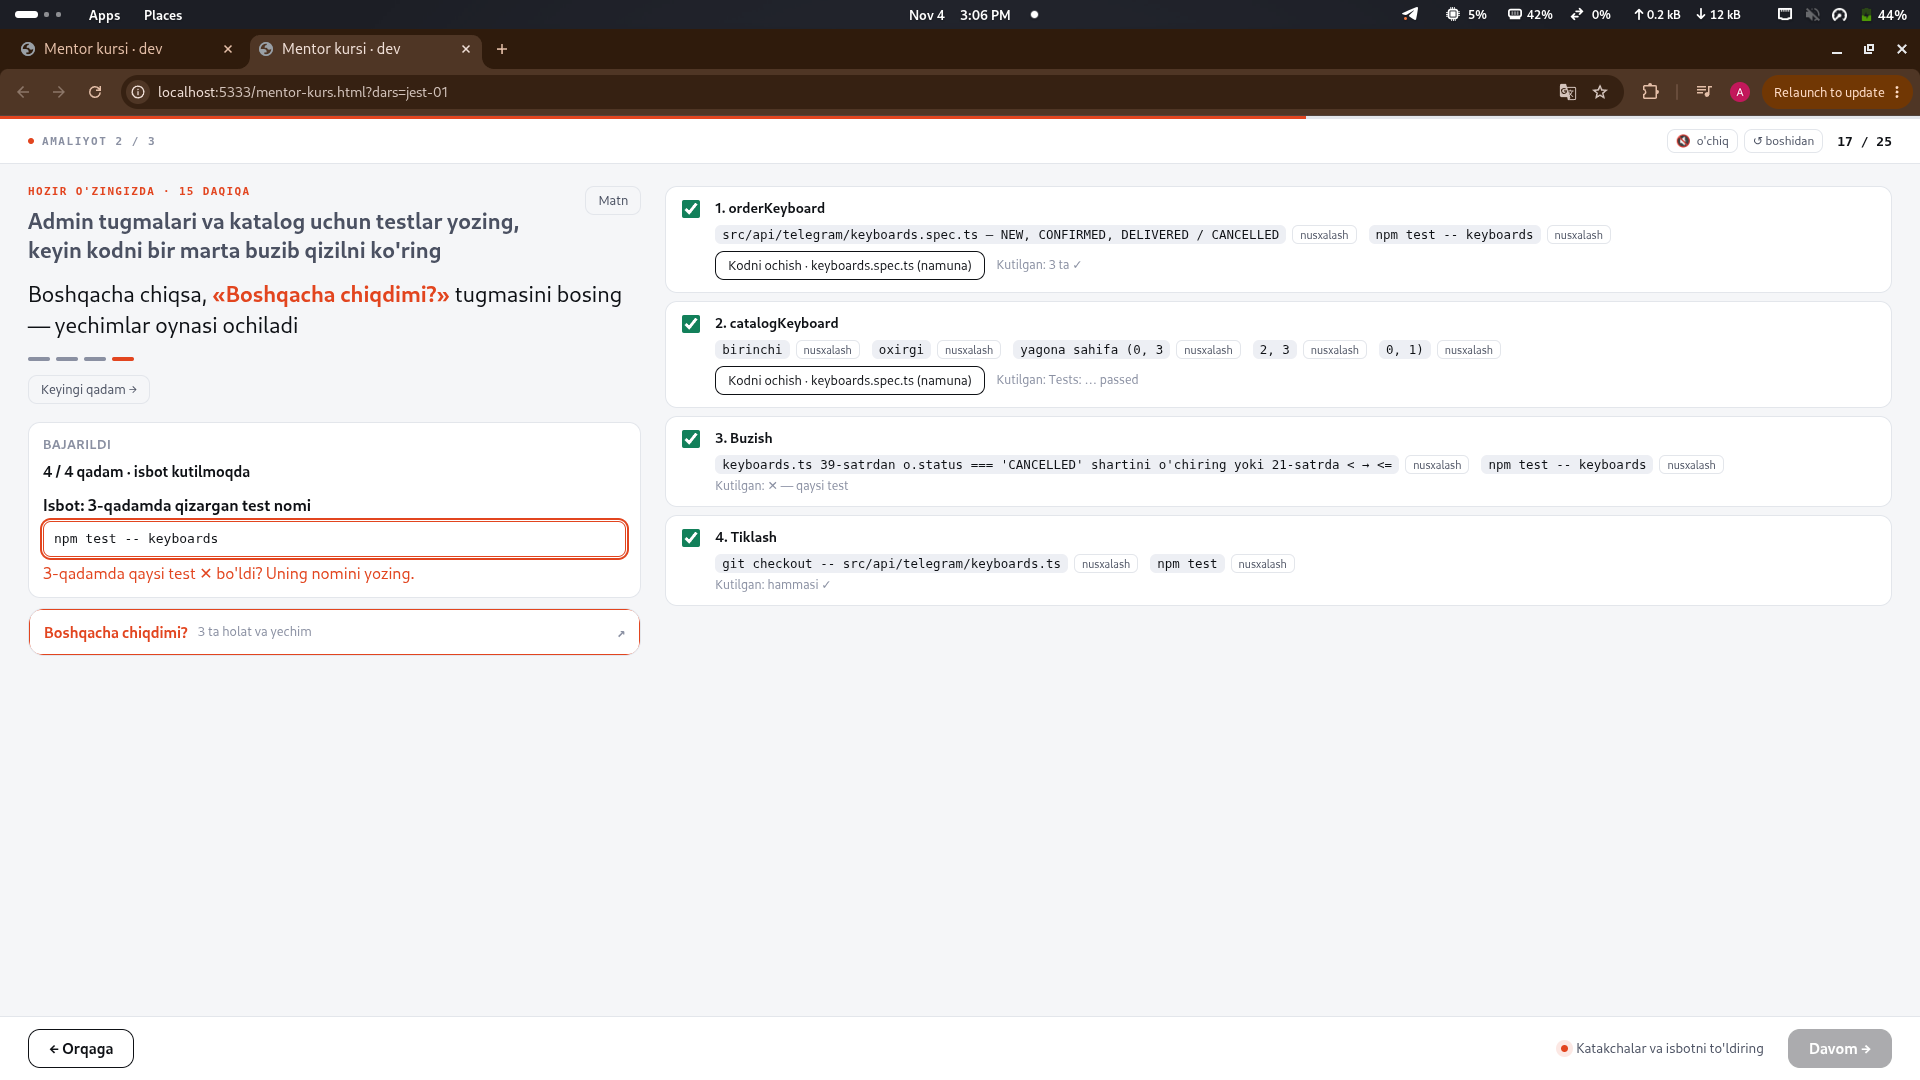 Apps Places Nov 4 3:06 PM 5% 42% 0% 0.2 kB 12 kB 44%
Mentor kursi · dev Mentor kursi · dev
localhost:5333/mentor-kurs.html?dars=jest-01 A Relaunch to update
AMALIYOT 2 / 3 o'chiq ↺ boshidan 17 / 25
HOZIR O'ZINGIZDA · 15 DAQIQA
Matn
Admin tugmalari va katalog uchun testlar yozing,
keyin kodni bir marta buzib qizilni ko'ring
Boshqacha chiqsa, «Boshqacha chiqdimi?» tugmasini bosing
— yechimlar oynasi ochiladi
Keyingi qadam →
BAJARILDI
4 / 4 qadam · isbot kutilmoqda
Isbot: 3-qadamda qizargan test nomi
npm test -- keyboards
3-qadamda qaysi test ✕ bo'ldi? Uning nomini yozing.
Boshqacha chiqdimi? 3 ta holat va yechim ↗
1. orderKeyboard
src/api/telegram/keyboards.spec.ts — NEW, CONFIRMED, DELIVERED / CANCELLED nusxalash npm test -- keyboards nusxalash
Kodni ochish · keyboards.spec.ts (namuna) Kutilgan: 3 ta ✓
2. catalogKeyboard
birinchi nusxalash oxirgi nusxalash yagona sahifa (0, 3 nusxalash 2, 3 nusxalash 0, 1) nusxalash
Kodni ochish · keyboards.spec.ts (namuna) Kutilgan: Tests: … passed
3. Buzish
keyboards.ts 39-satrdan o.status === 'CANCELLED' shartini o'chiring yoki 21-satrda < → <= nusxalash npm test -- keyboards nusxalash
Kutilgan: ✕ — qaysi test
4. Tiklash
git checkout -- src/api/telegram/keyboards.ts nusxalash npm test nusxalash
Kutilgan: hammasi ✓
← Orqaga Katakchalar va isbotni to'ldiring Davom →